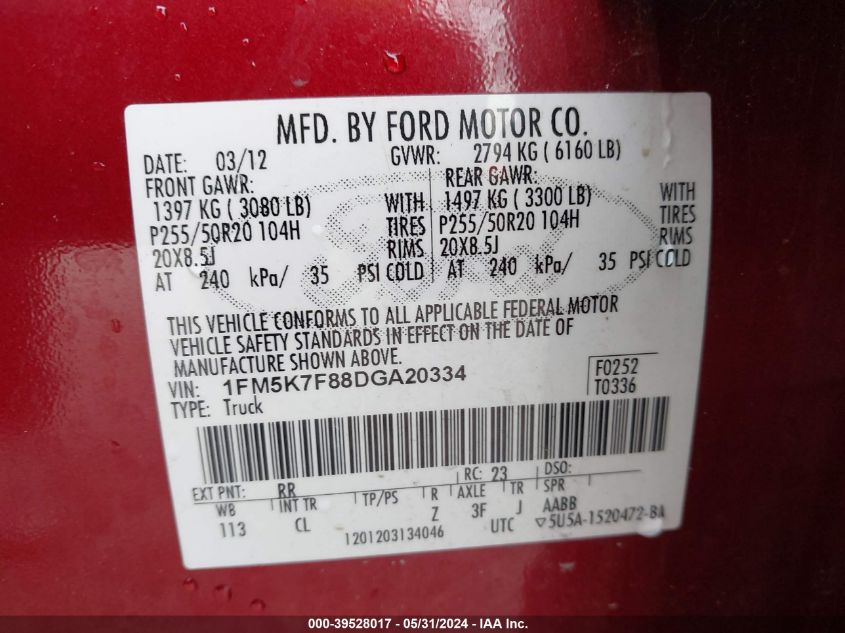 MFD. BY FORD MOTOR CO.
DATE: 03/12 GVWR: 2794 KG ( 6160 LB)
FRONT GAWR: REAR GAWR:
1397 KG ( 3080 LB) WITH 1497 KG ( 3300 LB) WITH
P255/50R20 104H TIRES P255/50R20 104H TIRES
20X8.5J RIMS 20X8.5J RIMS
AT 240 kPa/ 35 PSI COLD AT 240 kPa/ 35 PSI COLD
THIS VEHICLE CONFORMS TO ALL APPLICABLE FEDERAL MOTOR
VEHICLE SAFETY STANDARDS IN EFFECT ON THE DATE OF
MANUFACTURE SHOWN ABOVE.
VIN: 1FM5K7F88DGA20334 F0252
TYPE: Truck T0336
EXT PNT: RR RC: 23 DSO:
WB INT TR TP/PS R AXLE TR SPR
113 CL Z 3F J AABB
1201203134046 UTC ▽5U5A-1520472-BA
000-39528017 - 05/31/2024 - IAA Inc.